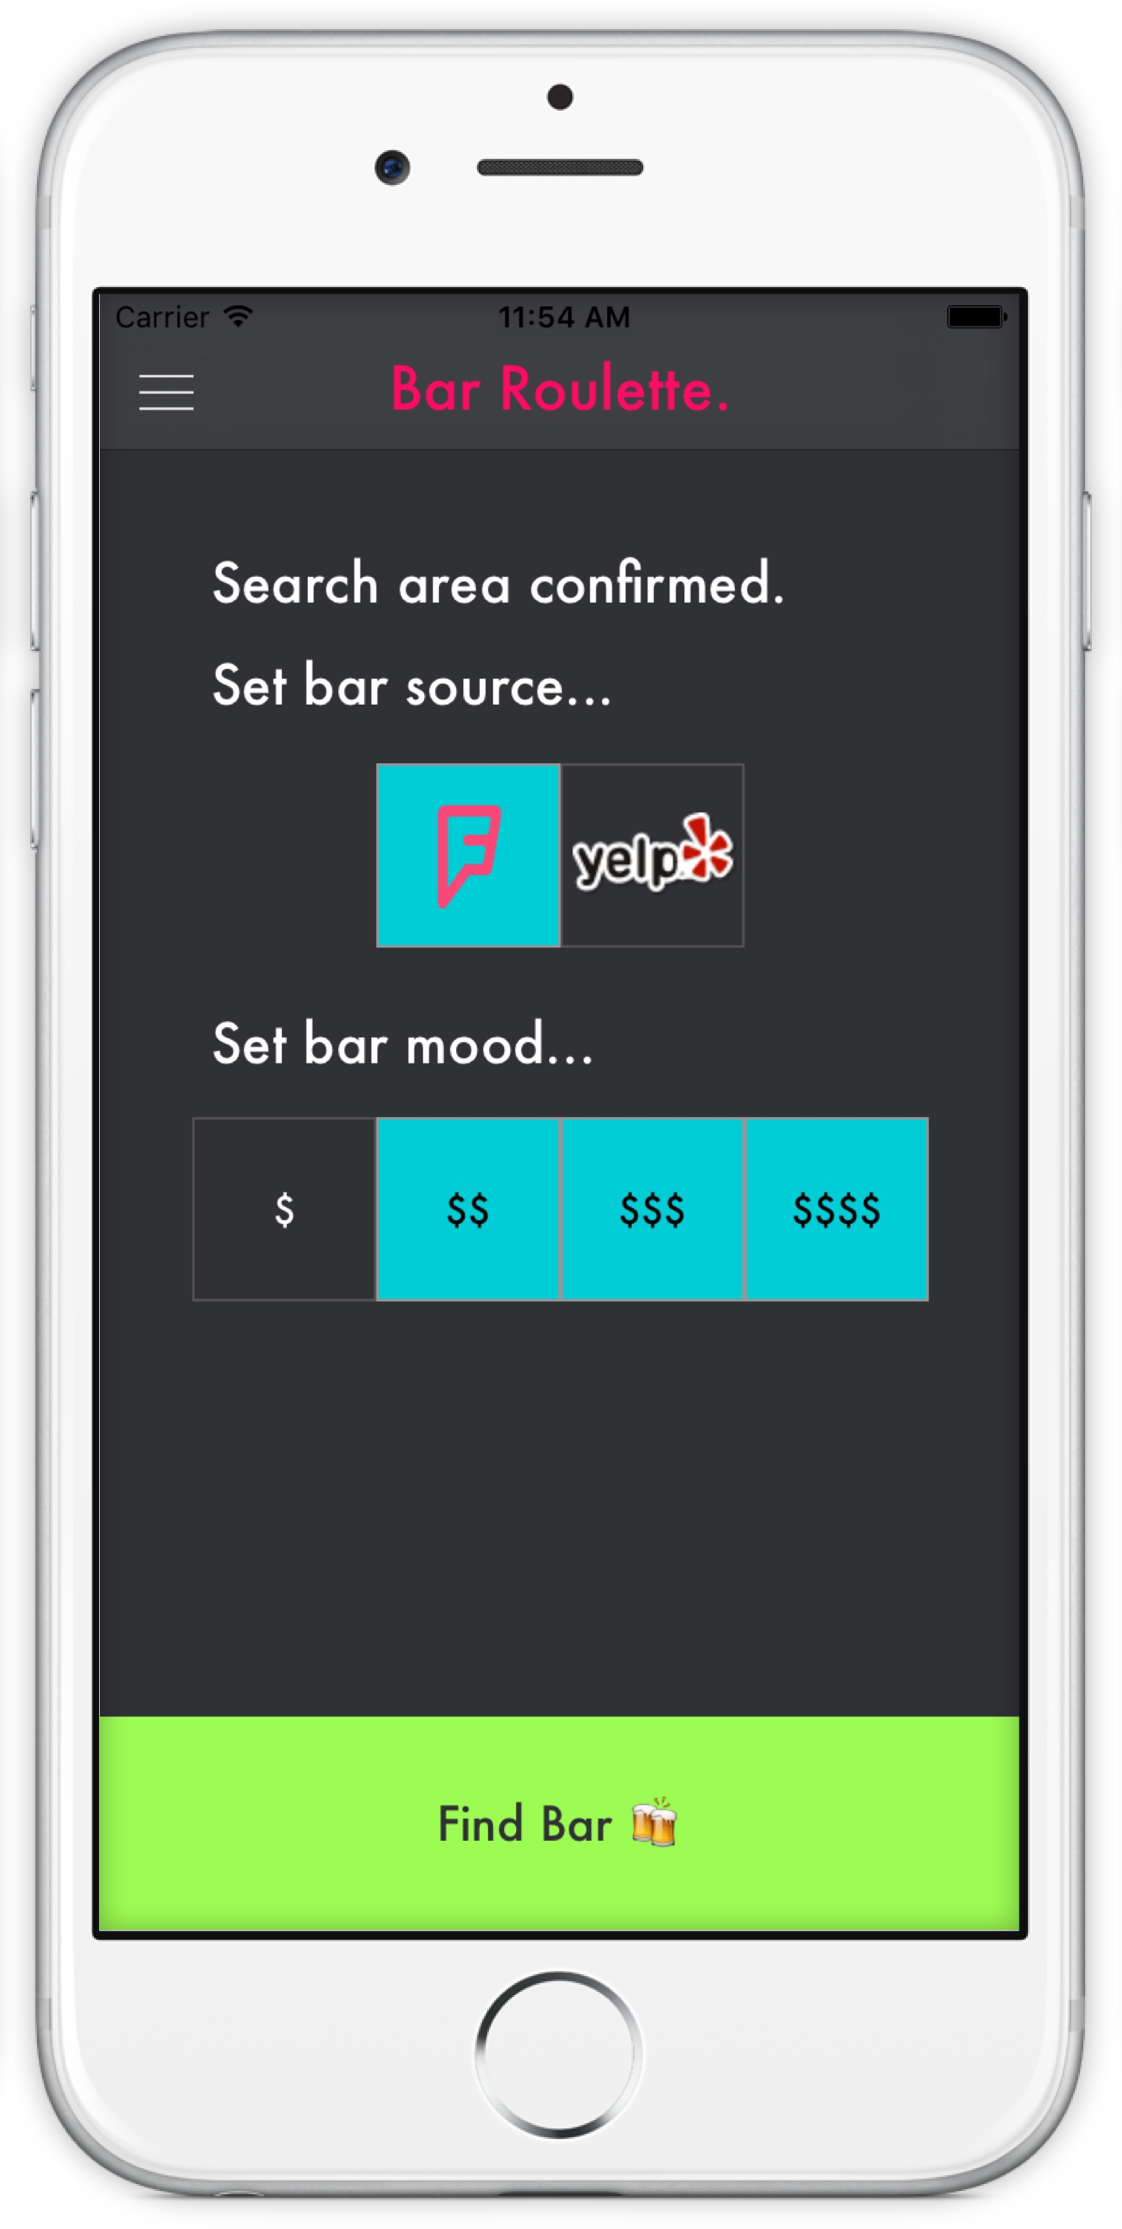 Carrier 11:54 AM
Bar Roulette.
Search area confirmed.
Set bar source...
yelp
Set bar mood...
$ $$ $$$ $$$$
Find Bar 🍻